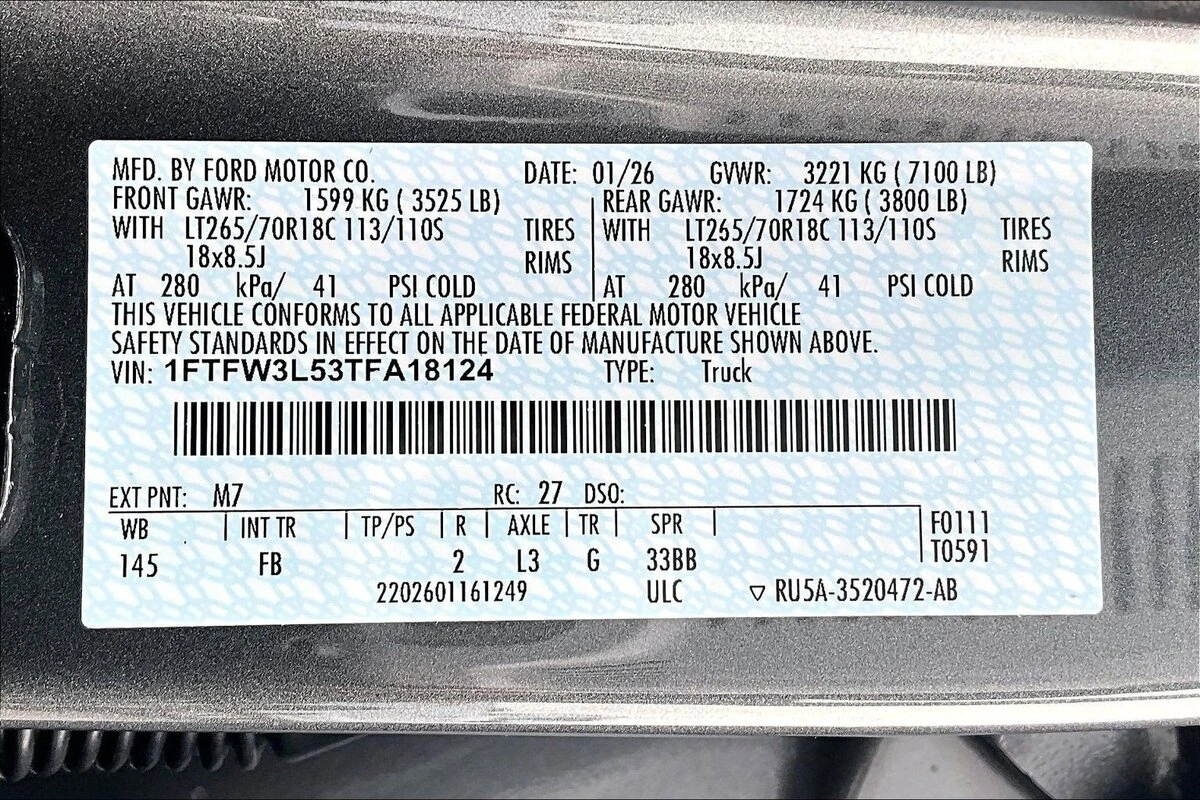 MFD. BY FORD MOTOR CO. DATE: 01/26 GVWR: 3221 KG ( 7100 LB)
FRONT GAWR: 1599 KG ( 3525 LB) REAR GAWR: 1724 KG ( 3800 LB)
WITH LT265/70R18C 113/110S TIRES WITH LT265/70R18C 113/110S TIRES
18x8.5J RIMS 18x8.5J RIMS
AT 280 kPa/ 41 PSI COLD AT 280 kPa/ 41 PSI COLD
THIS VEHICLE CONFORMS TO ALL APPLICABLE FEDERAL MOTOR VEHICLE
SAFETY STANDARDS IN EFFECT ON THE DATE OF MANUFACTURE SHOWN ABOVE.
VIN: 1FTFW3L53TFA18124 TYPE: Truck
EXT PNT: M7 RC: 27 DSO:
WB INT TR TP/PS R AXLE TR SPR F0111
145 FB 2 L3 G 33BB T0591
2202601161249 ULC ▽ RU5A-3520472-AB